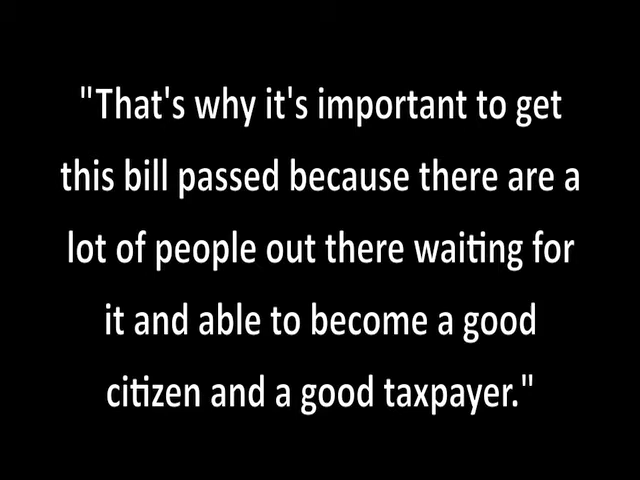 "That's why it's important to get
this bill passed because there are a
lot of people out there waiting for
it and able to become a good
citizen and a good taxpayer."